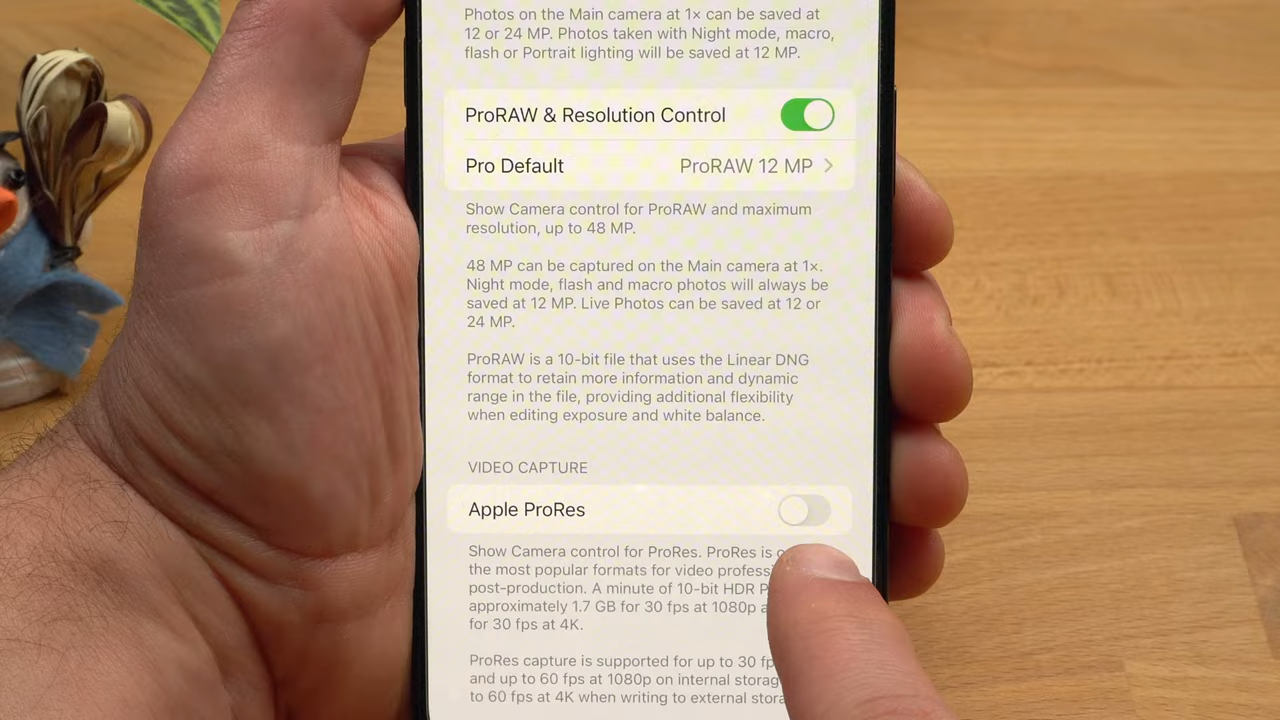 Photos on the Main camera at 1× can be saved at
12 or 24 MP. Photos taken with Night mode, macro,
flash or Portrait lighting will be saved at 12 MP.
ProRAW & Resolution Control
Pro Default ProRAW 12 MP
Show Camera control for ProRAW and maximum
resolution, up to 48 MP.
48 MP can be captured on the Main camera at 1×.
Night mode, flash and macro photos will always be
saved at 12 MP. Live Photos can be saved at 12 or
24 MP.
ProRAW is a 10-bit file that uses the Linear DNG
format to retain more information and dynamic
range in the file, providing additional flexibility
when editing exposure and white balance.
VIDEO CAPTURE
Apple ProRes
Show Camera control for ProRes. ProRes is
the most popular formats for video
post-production. A minute of 10-bit HDR
approximately 1.7 GB for 30 fps at 1080p
for 30 fps at 4K.
ProRes capture is supported for up to 30
and up to 60 fps at 1080p on internal
to 60 fps at 4K when writing to external